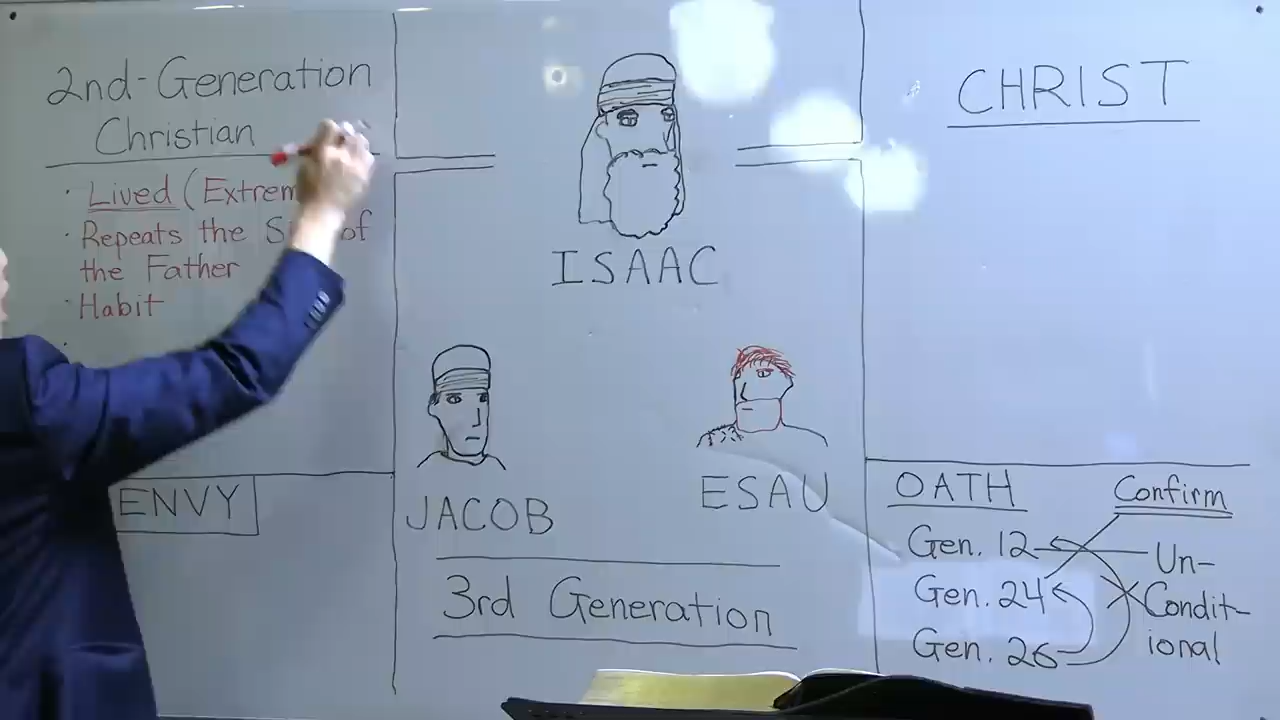 2nd-Generation
Christian
· Lived (Extrem
· Repeats the of
the Father
· Habit
·
ENVY
ISAAC
JACOB
ESAU
3rd Generation
CHRIST
OATH
Confirm
Gen. 12
Gen. 24
Gen. 26
Un-
Condit-
ional